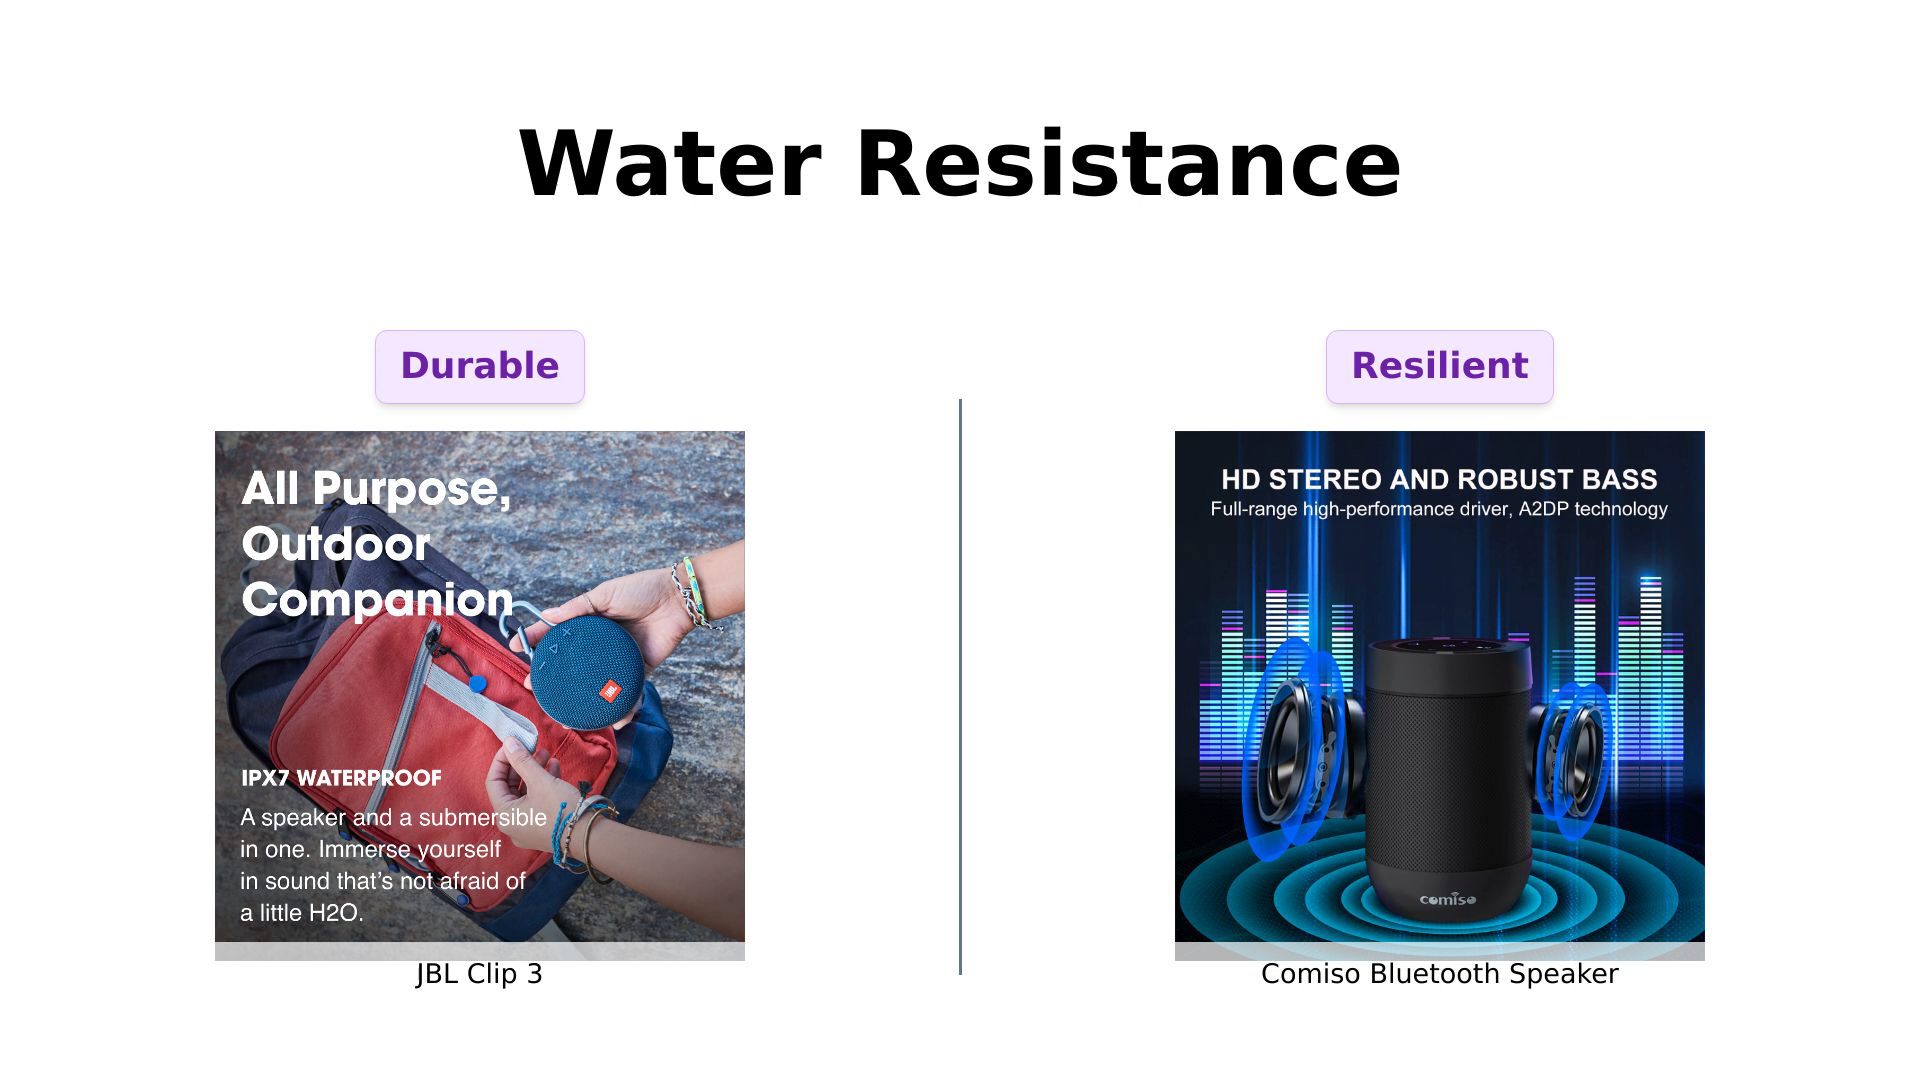 Water Resistance
Durable
All Purpose,
Outdoor
Companion
JBL
IPX7 WATERPROOF
A speaker and a submersible
in one. Immerse yourself
in sound that's not afraid of
a little H2O.
JBL Clip 3
Resilient
HD STEREO AND ROBUST BASS
Full-range high-performance driver, A2DP technology
comiso
Comiso Bluetooth Speaker